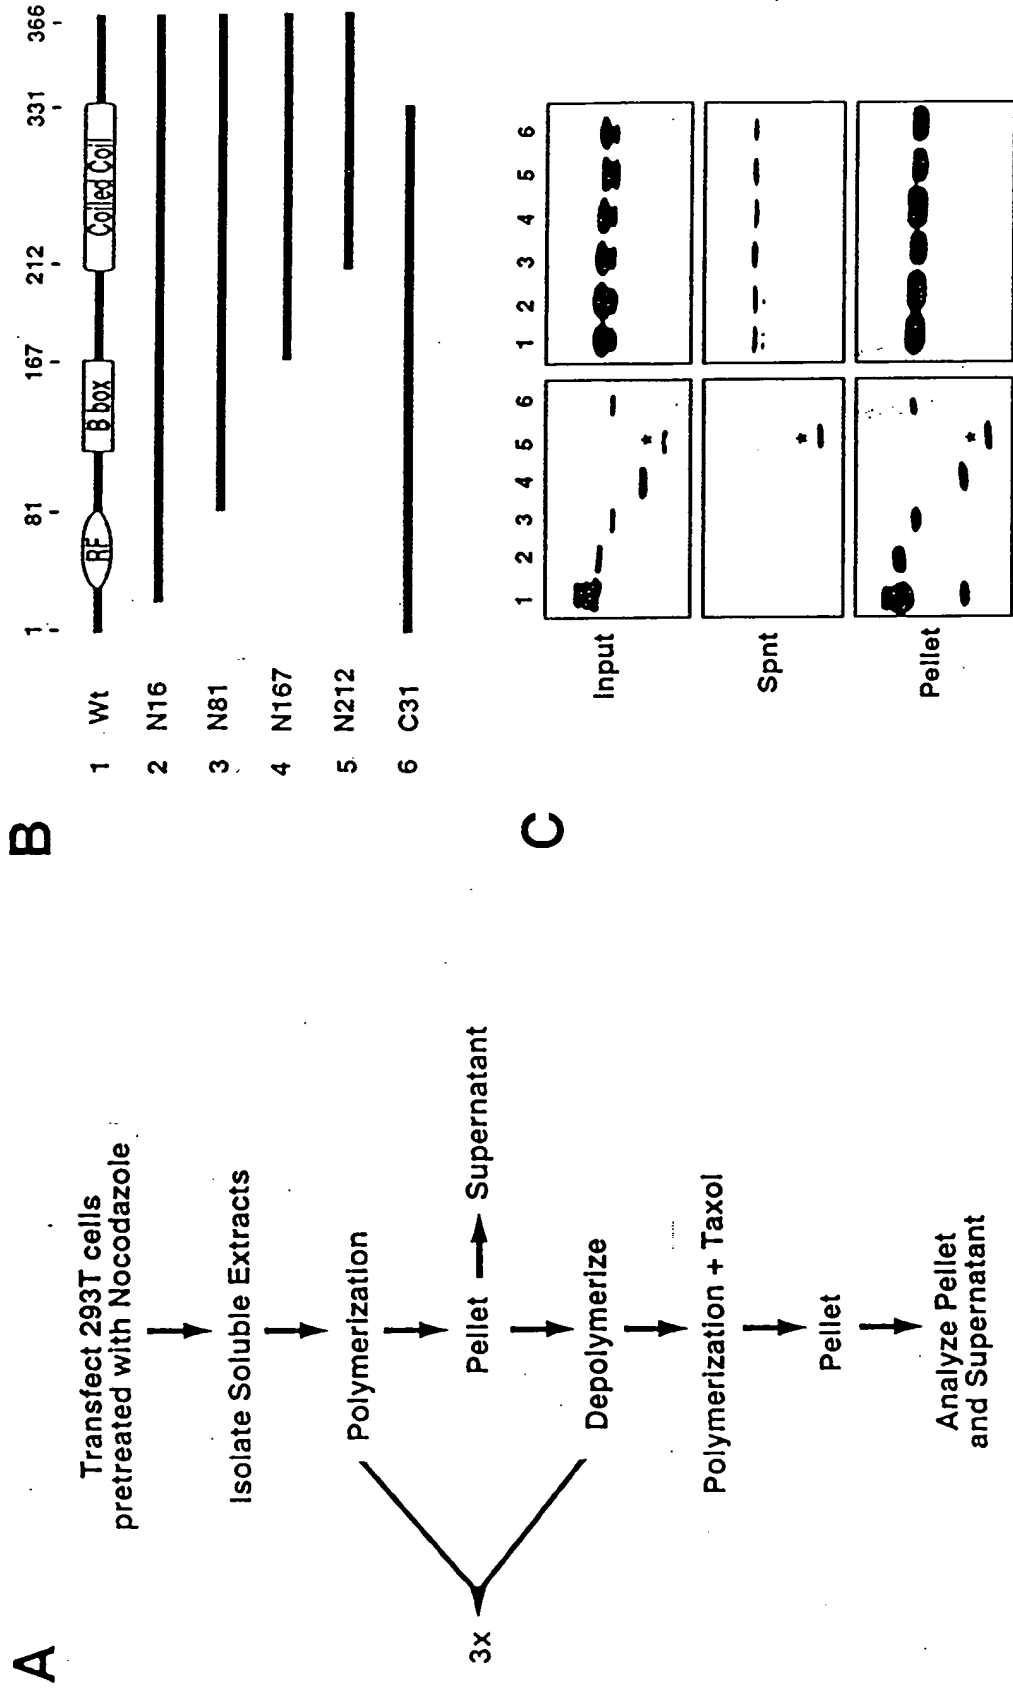 A
Transfect 293T cells
pretreated with Nocodazole
Isolate Soluble Extracts
Polymerization
Pellet
Supernatant
Depolymerize
3x
Polymerization + Taxol
Pellet
Analyze Pellet
and Supernatant
B
1 81 167 212 331 366
1 Wt RF B box Coiled Coil
2 N16
3 N81
4 N167
5 N212
6 C31
C
1 2 3 4 5 6 1 2 3 4 5 6
Input *
Spnt *
Pellet *